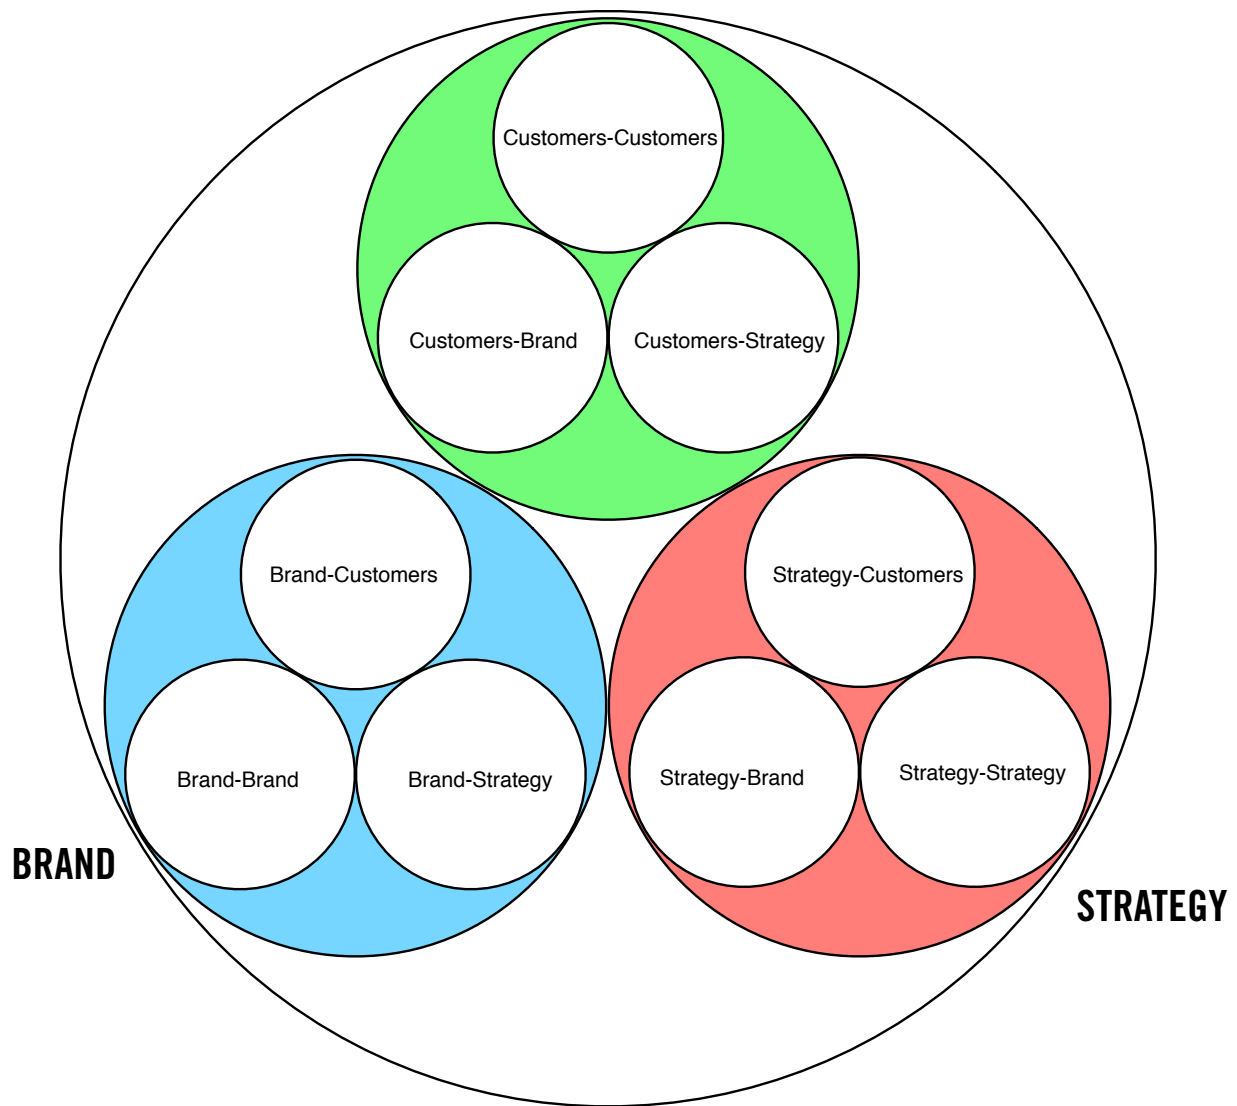 Customers-Customers
Customers-Brand
Customers-Strategy
Brand-Customers
Strategy-Customers
Brand-Brand
Brand-Strategy
Strategy-Brand
Strategy-Strategy
BRAND
STRATEGY